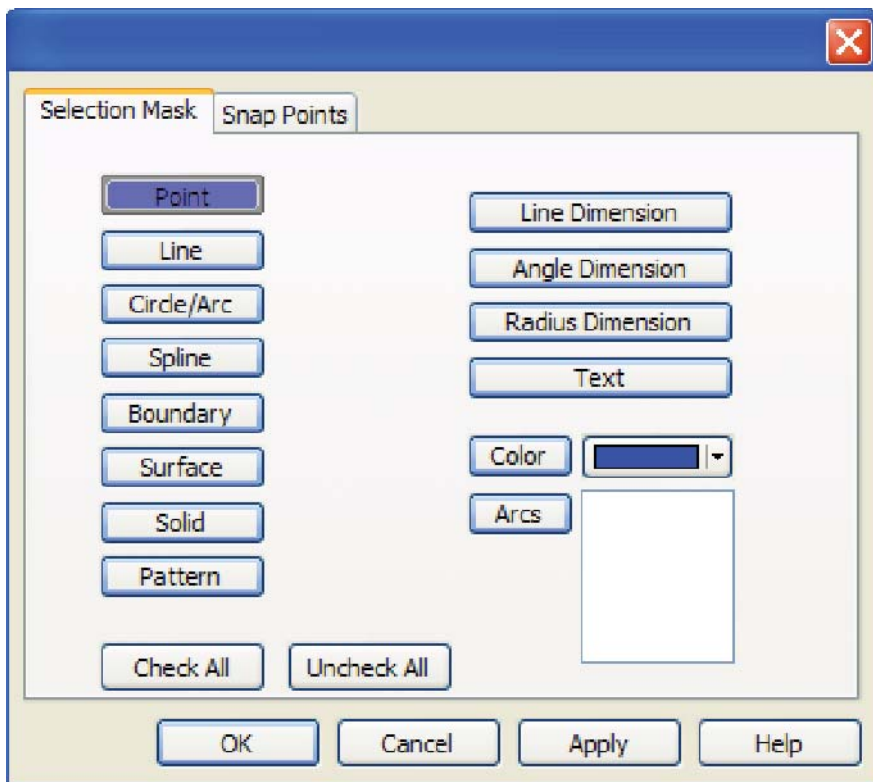 Selection Mask
Snap Points
Point
Line
Circle/Arc
Spline
Boundary
Surface
Solid
Pattern
Line Dimension
Angle Dimension
Radius Dimension
Text
Color
Arcs
Check All
Uncheck All
OK
Cancel
Apply
Help